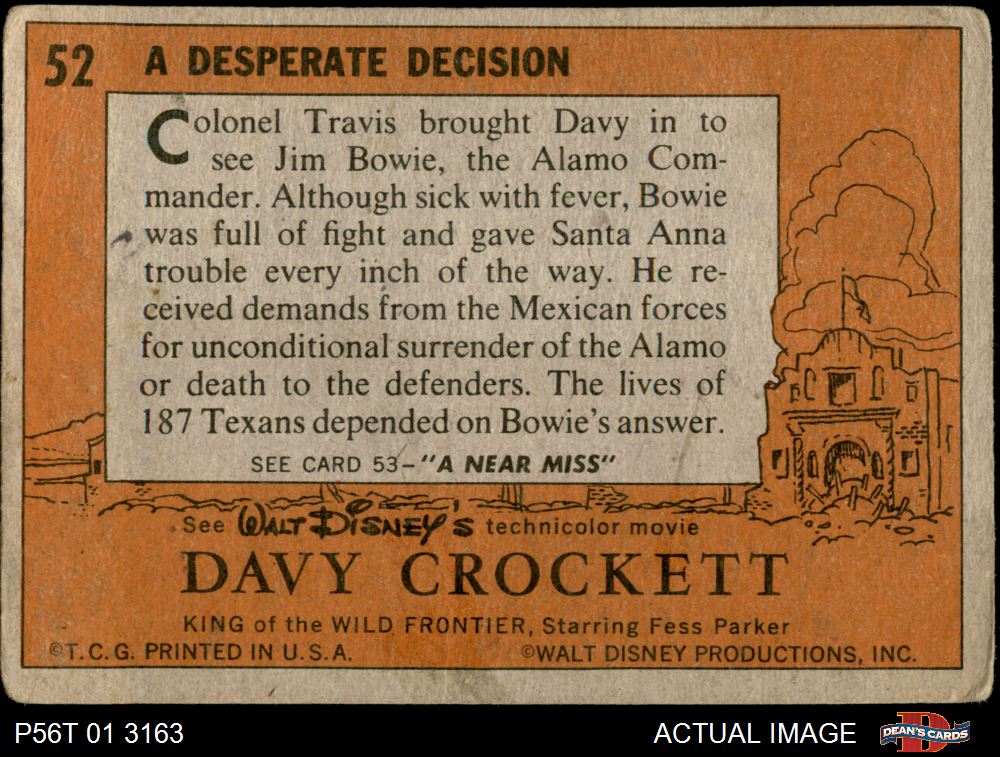 52 A DESPERATE DECISION
Colonel Travis brought Davy in to
see Jim Bowie, the Alamo Com-
mander. Although sick with fever, Bowie
was full of fight and gave Santa Anna
trouble every inch of the way. He re-
ceived demands from the Mexican forces
for unconditional surrender of the Alamo
or death to the defenders. The lives of
187 Texans depended on Bowie's answer.
SEE CARD 53–"A NEAR MISS"
See WALT DISNEY'S technicolor movie
DAVY CROCKETT
KING of the WILD FRONTIER, Starring Fess Parker
©T.C.G. PRINTED IN U.S.A. ©WALT DISNEY PRODUCTIONS, INC.
P56T 01 3163 ACTUAL IMAGE D DEAN'S CARDS